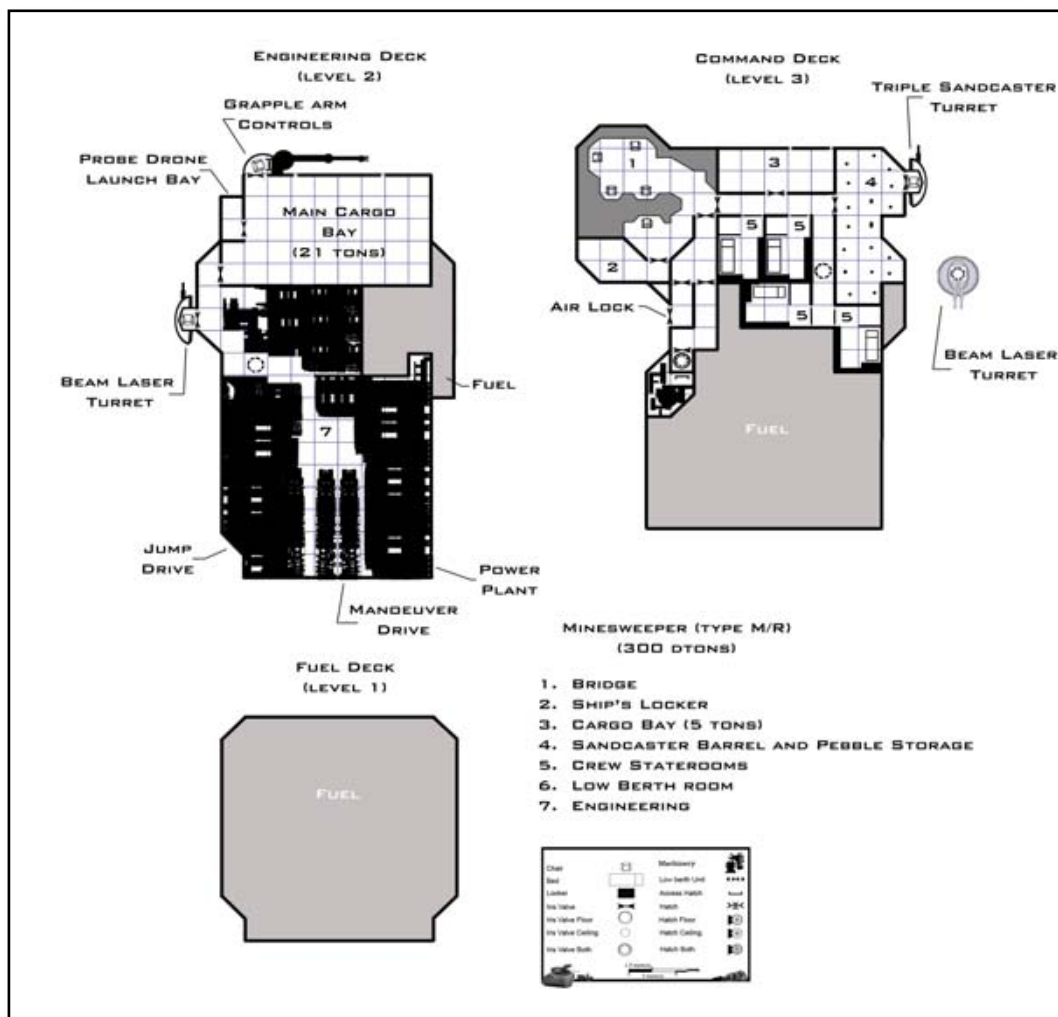 Engineering Deck
(level 2)
Grapple arm
Controls
Probe Drone
Launch Bay
Main Cargo
Bay
(21 tons)
Beam Laser
Turret
Fuel
7
Jump
Drive
Power
Plant
Manoeuver
Drive
Command Deck
(level 3)
Triple Sandcaster
Turret
1
3
4
5
5
2
Air Lock
5
5
Beam Laser
Turret
Fuel
Fuel Deck
(level 1)
Fuel
Minesweeper (type M/R)
(300 dtons)
1. Bridge
2. Ship's Locker
3. Cargo Bay (5 tons)
4. Sandcaster Barrel and Pebble Storage
5. Crew Staterooms
6. Low Berth room
7. Engineering
Chair
Bed
Locker
Iris Valve
Iris Valve Floor
Iris Valve Ceiling
Iris Valve Both
Machinery
Low berth Unit
Access Hatch
Hatch
Hatch Floor
Hatch Ceiling
Hatch Both